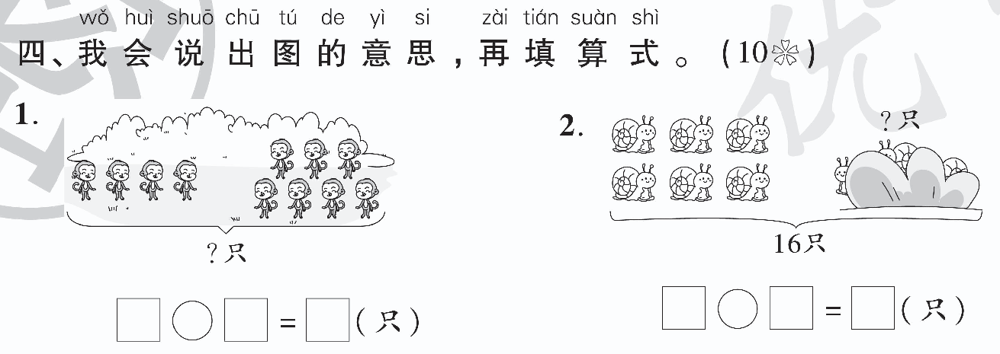 wǒ huì shuō chū tú de yì si zài tián suàn shì
四、我会说出图的意思,再填算式。(10)
1.
?只
□○□=□(只)
2.
?只
16只
□○□=□(只)
优